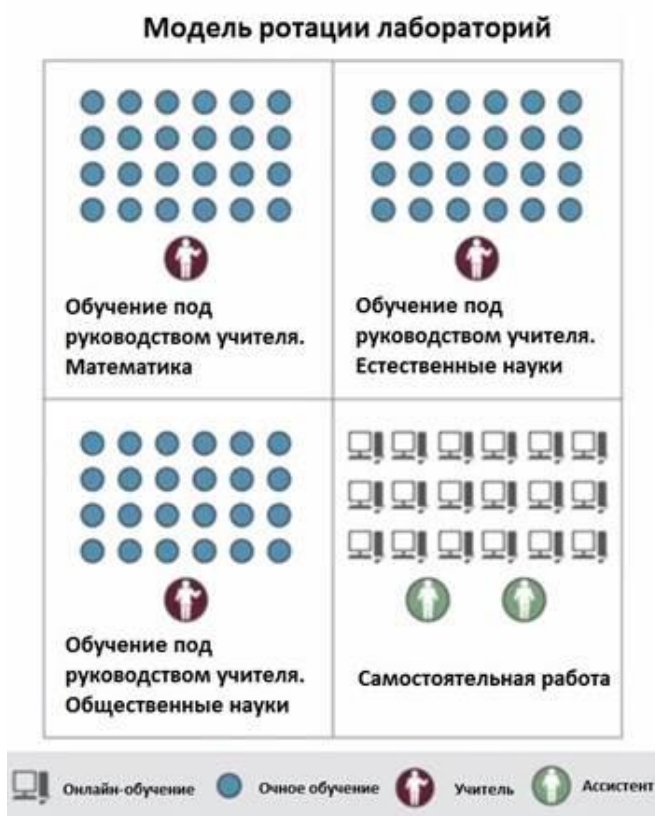 Модель ротации лабораторий
Обучение под
руководством учителя.
Математика
Обучение под
руководством учителя.
Естественные науки
Обучение под
руководством учителя.
Общественные науки
Самостоятельная работа
Онлайн-обучение
Очное обучение
Учитель
Ассистент